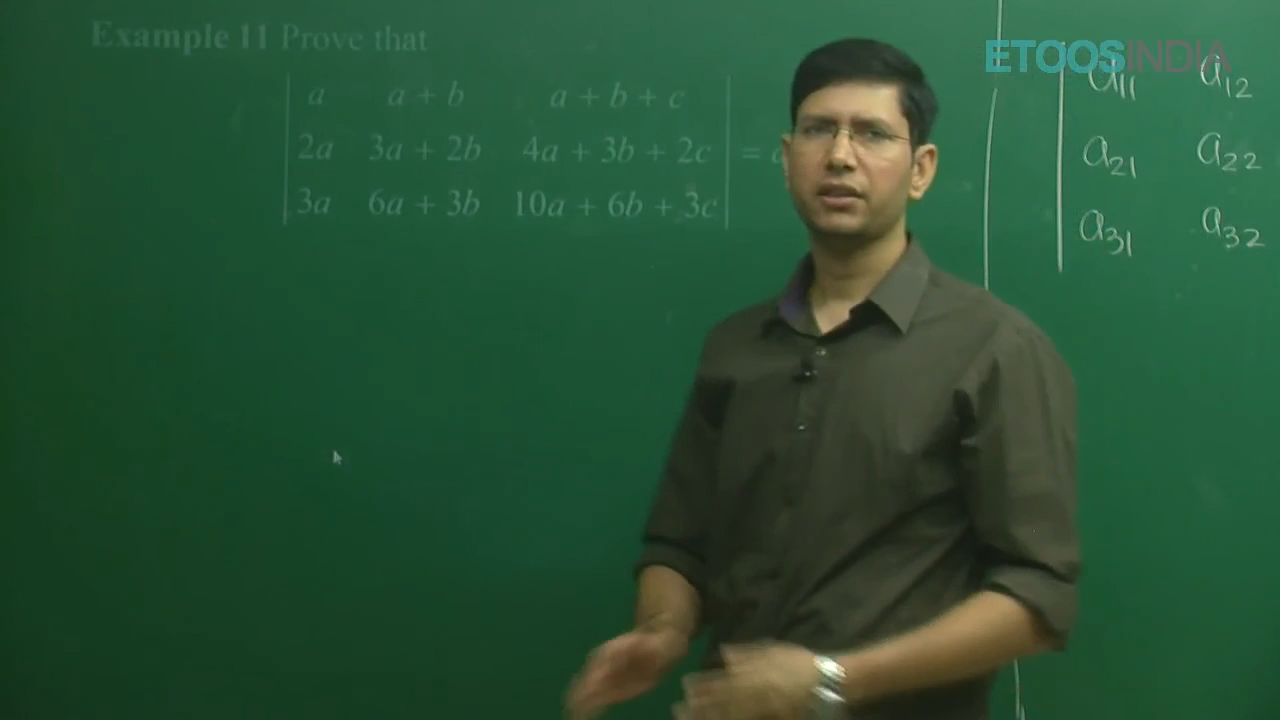 Example 11 Prove that
a a + b a + b + c
2a 3a + 2b 4a + 3b + 2c =
3a 6a + 3b 10a + 6b + 3c
ETOOSINDIA
a₁₁ a₁₂
a₂₁ a₂₂
a₃₁ a₃₂